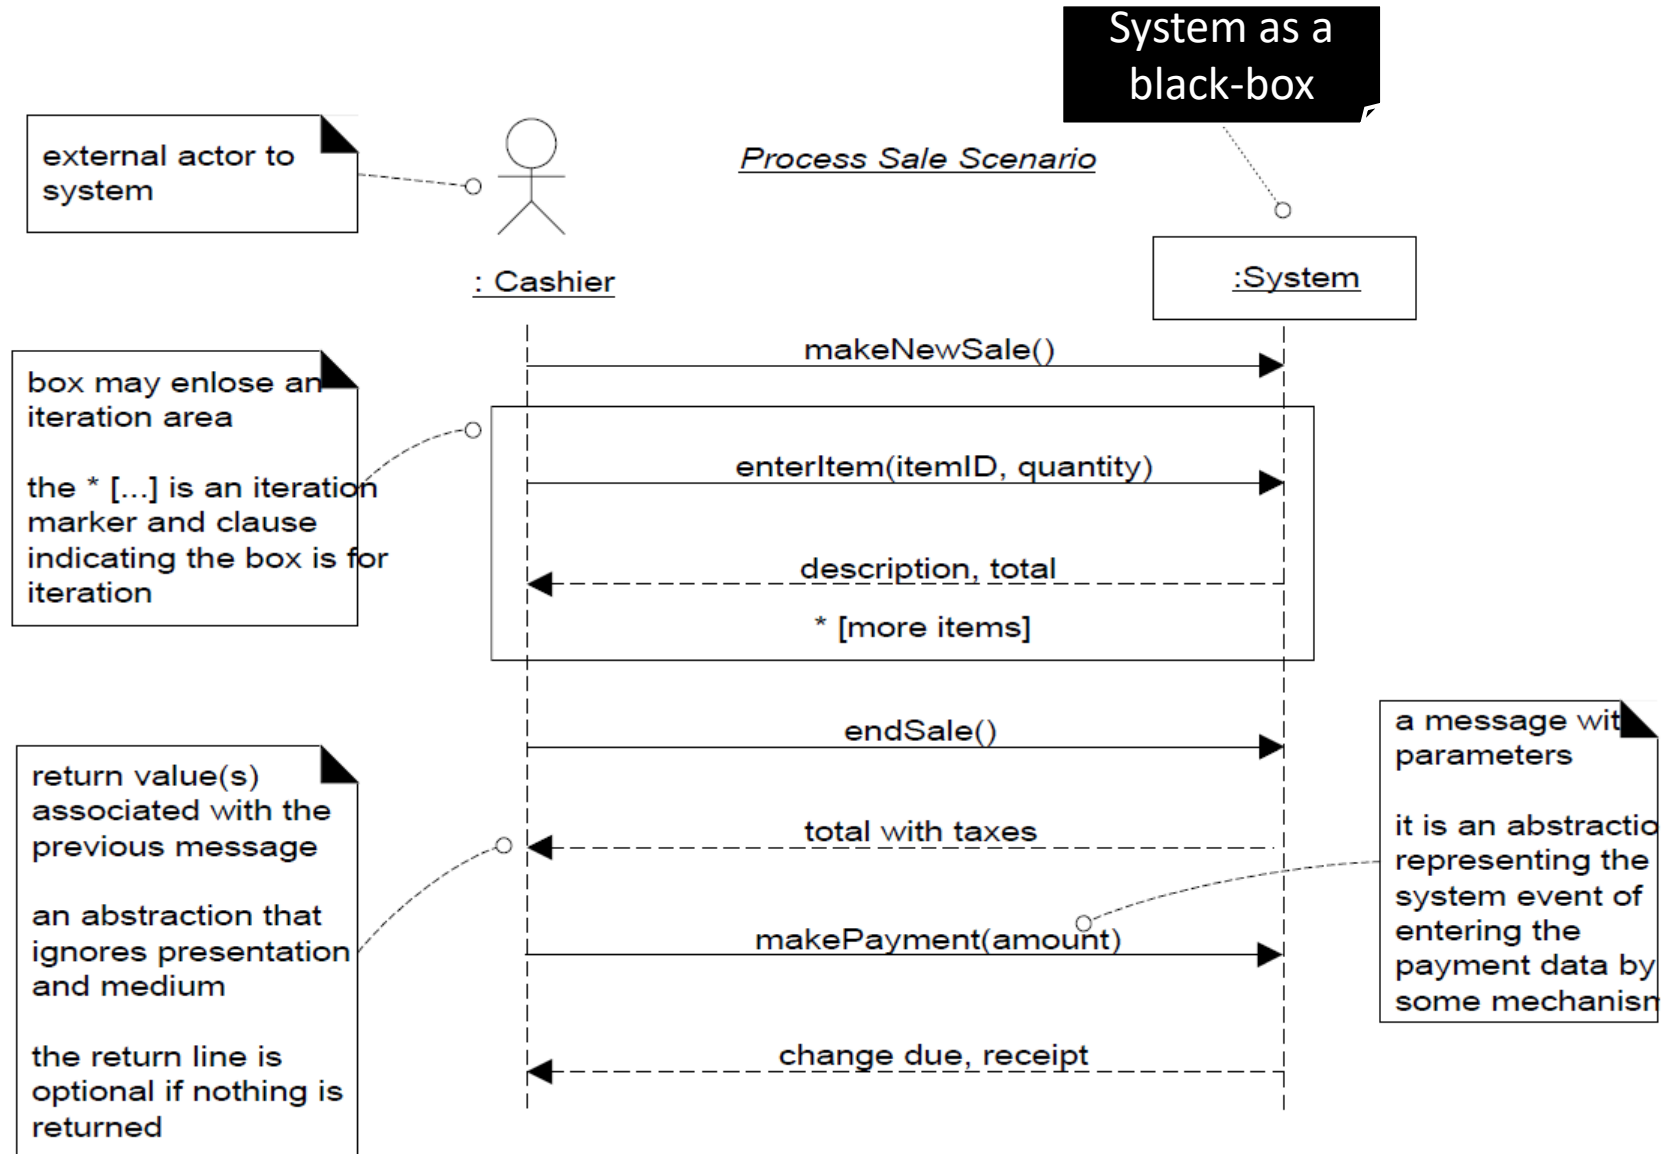 System as a
black-box
external actor to
system
Process Sale Scenario
: Cashier
:System
makeNewSale()
box may enlose an
iteration area
the * [...] is an iteration
marker and clause
indicating the box is for
iteration
enterItem(itemID, quantity)
description, total
* [more items]
endSale()
a message wit
parameters
return value(s)
associated with the
previous message
an abstraction that
ignores presentation
and medium
the return line is
optional if nothing is
returned
total with taxes
it is an abstractio
representing the
system event of
entering the
payment data by
some mechanism
makePayment(amount)
change due, receipt